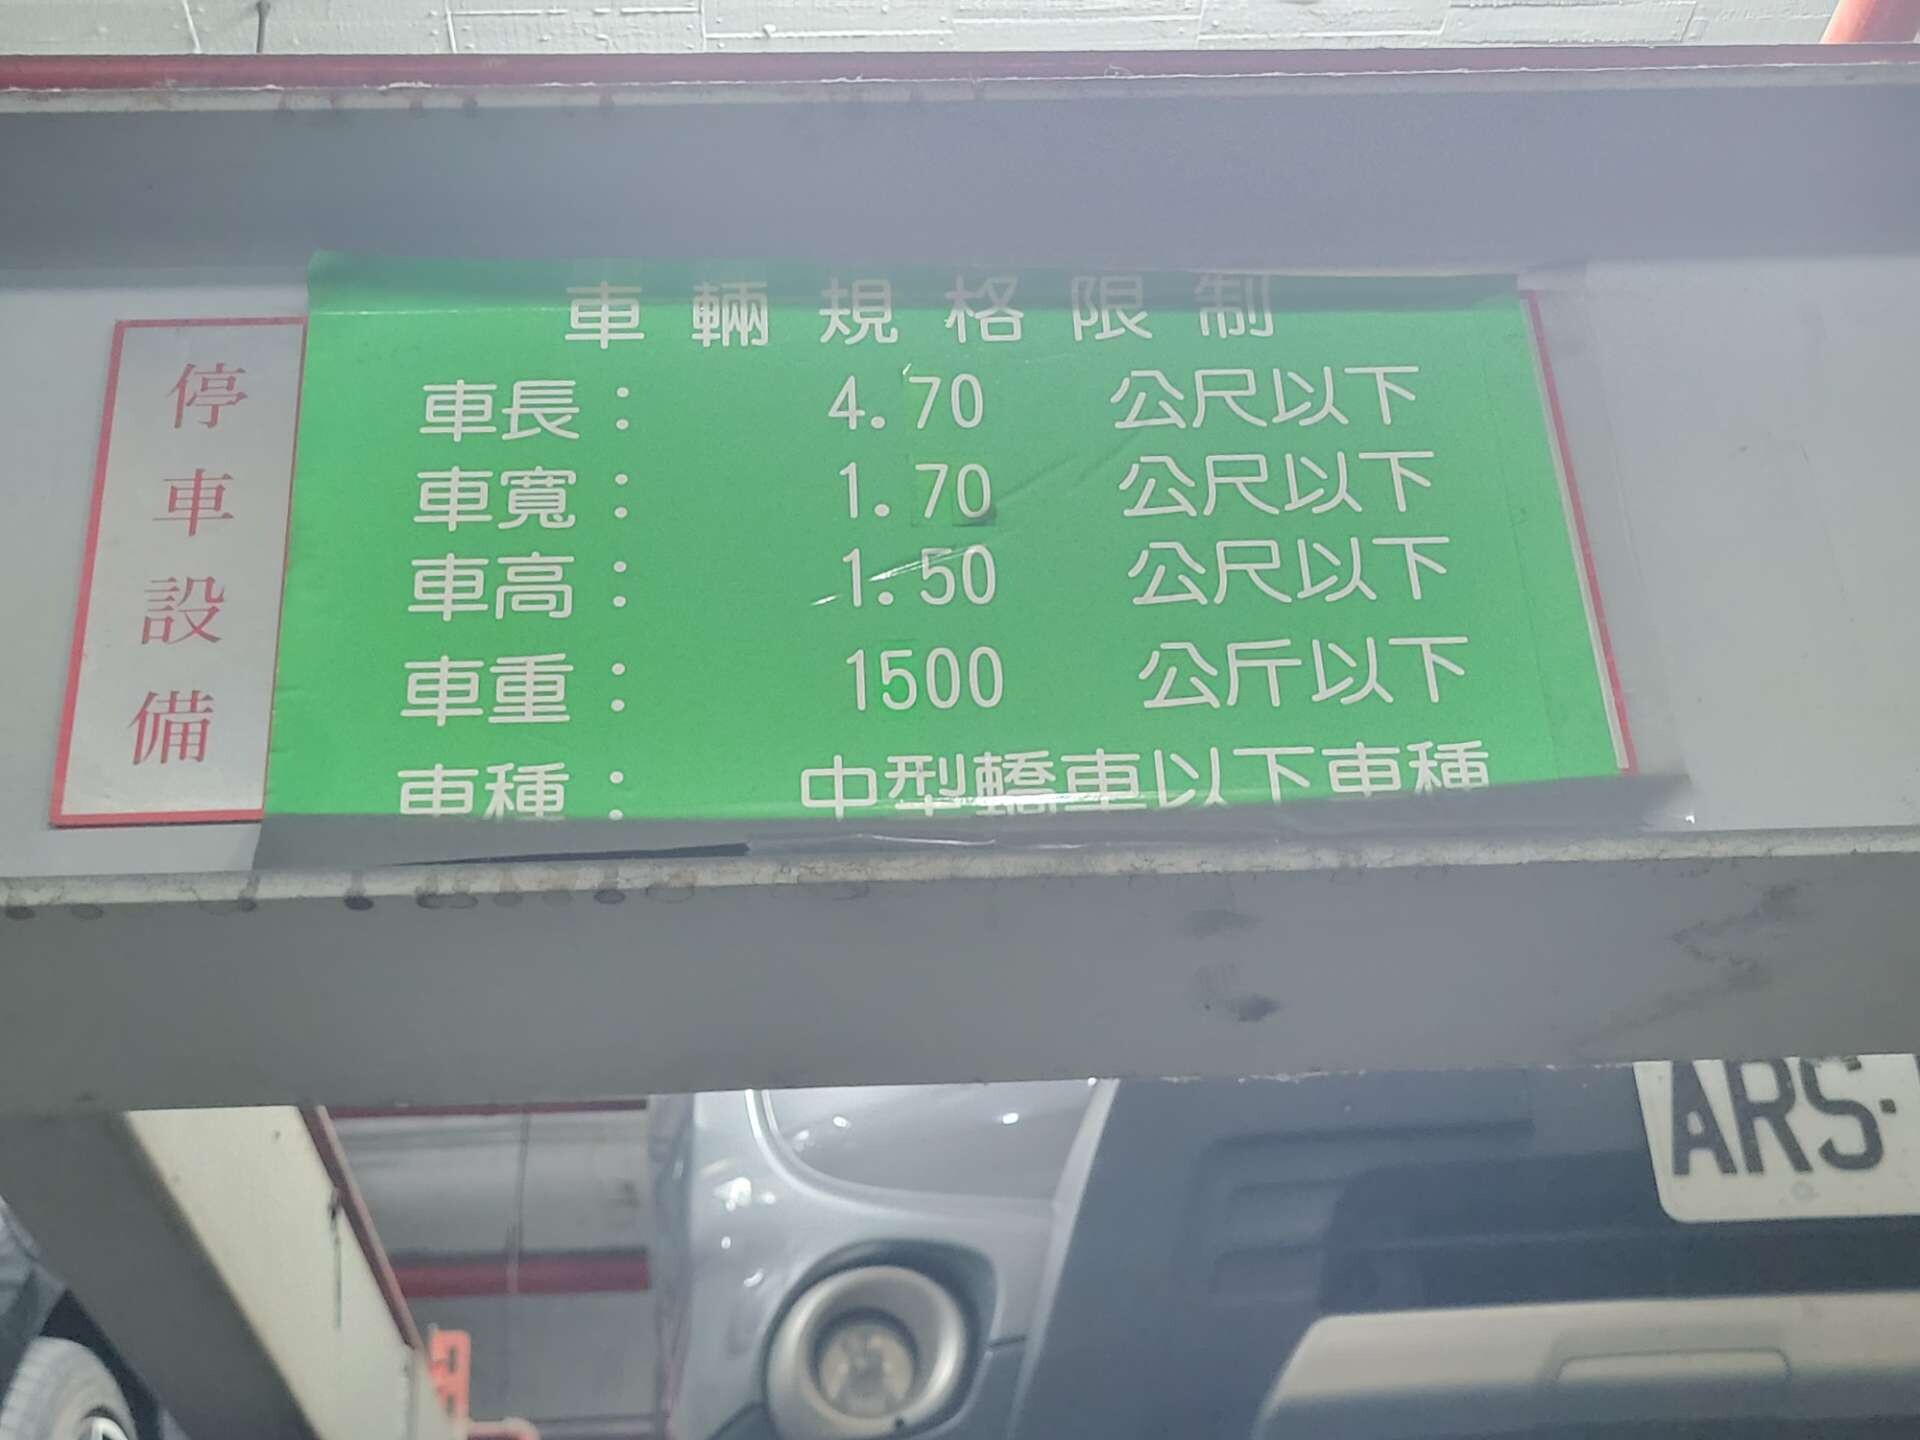 停車設備
車輛規格限制
車長： 4.70 公尺以下
車寬： 1.70 公尺以下
車高： 1.50 公尺以下
車重： 1500 公斤以下
車種： 中型轎車以下車種
ARS-